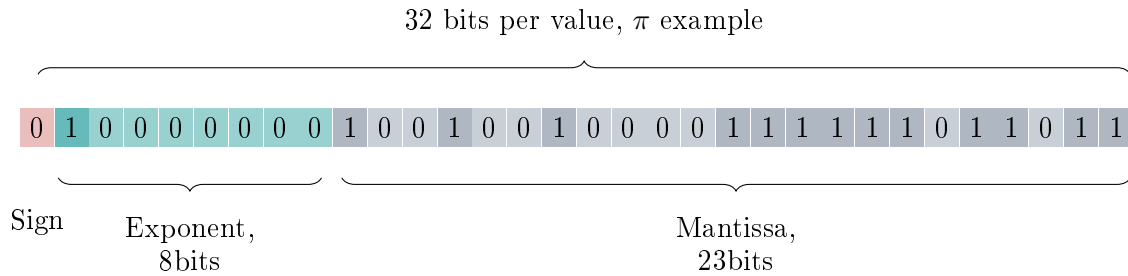 32 bits per value, π example
0 1 0 0 0 0 0 0 0 1 0 0 1 0 0 1 0 0 0 0 1 1 1 1 1 1 0 1 1 0 1 1
Sign
Exponent,
8bits
Mantissa,
23bits